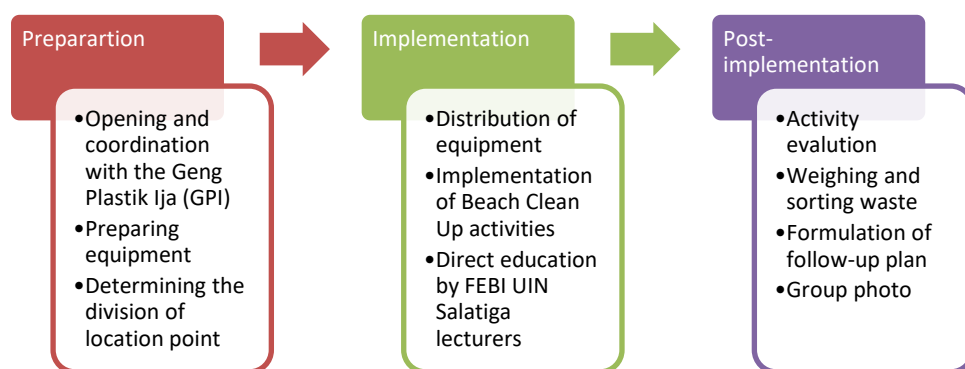 Preparartion
•Opening and
coordination
with the Geng
Plastik Ija (GPI)
•Preparing
equipment
•Determining the
division of
location point
Implementation
•Distribution of
equipment
•Implementation
of Beach Clean
Up activities
•Direct education
by FEBI UIN
Salatiga
lecturers
Post-
implementation
•Activity
evalution
•Weighing and
sorting waste
•Formulation of
follow-up plan
•Group photo